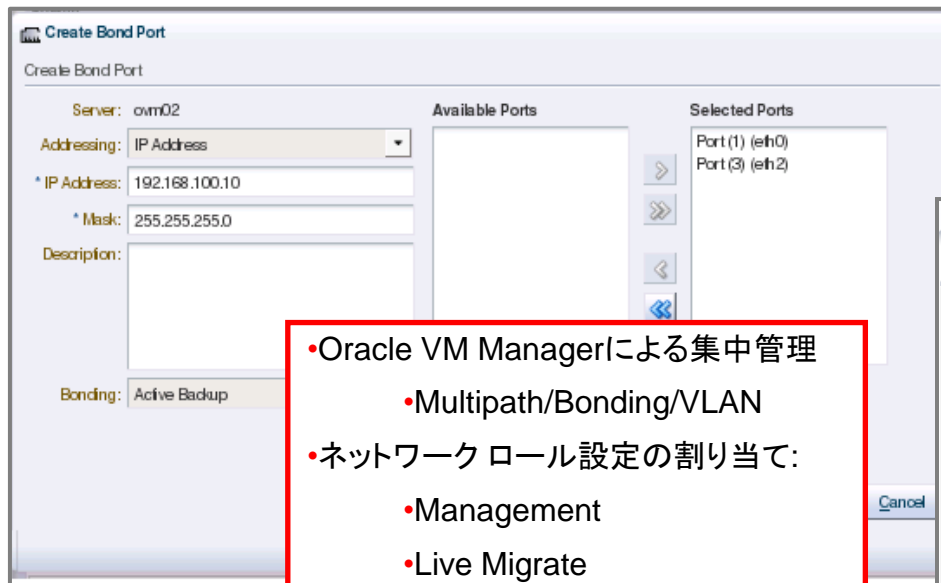 Create Bond Port
Create Bond Port
Server: ovm02
Addressing: IP Address
* IP Address: 192.168.100.10
* Mask: 255.255.255.0
Description:
Bonding: Active Backup
Available Ports
Selected Ports
Port (1) (eth0)
Port (3) (eth2)
•Oracle VM Managerによる集中管理
•Multipath/Bonding/VLAN
•ネットワーク ロール設定の割り当て:
•Management
•Live Migrate
Cancel